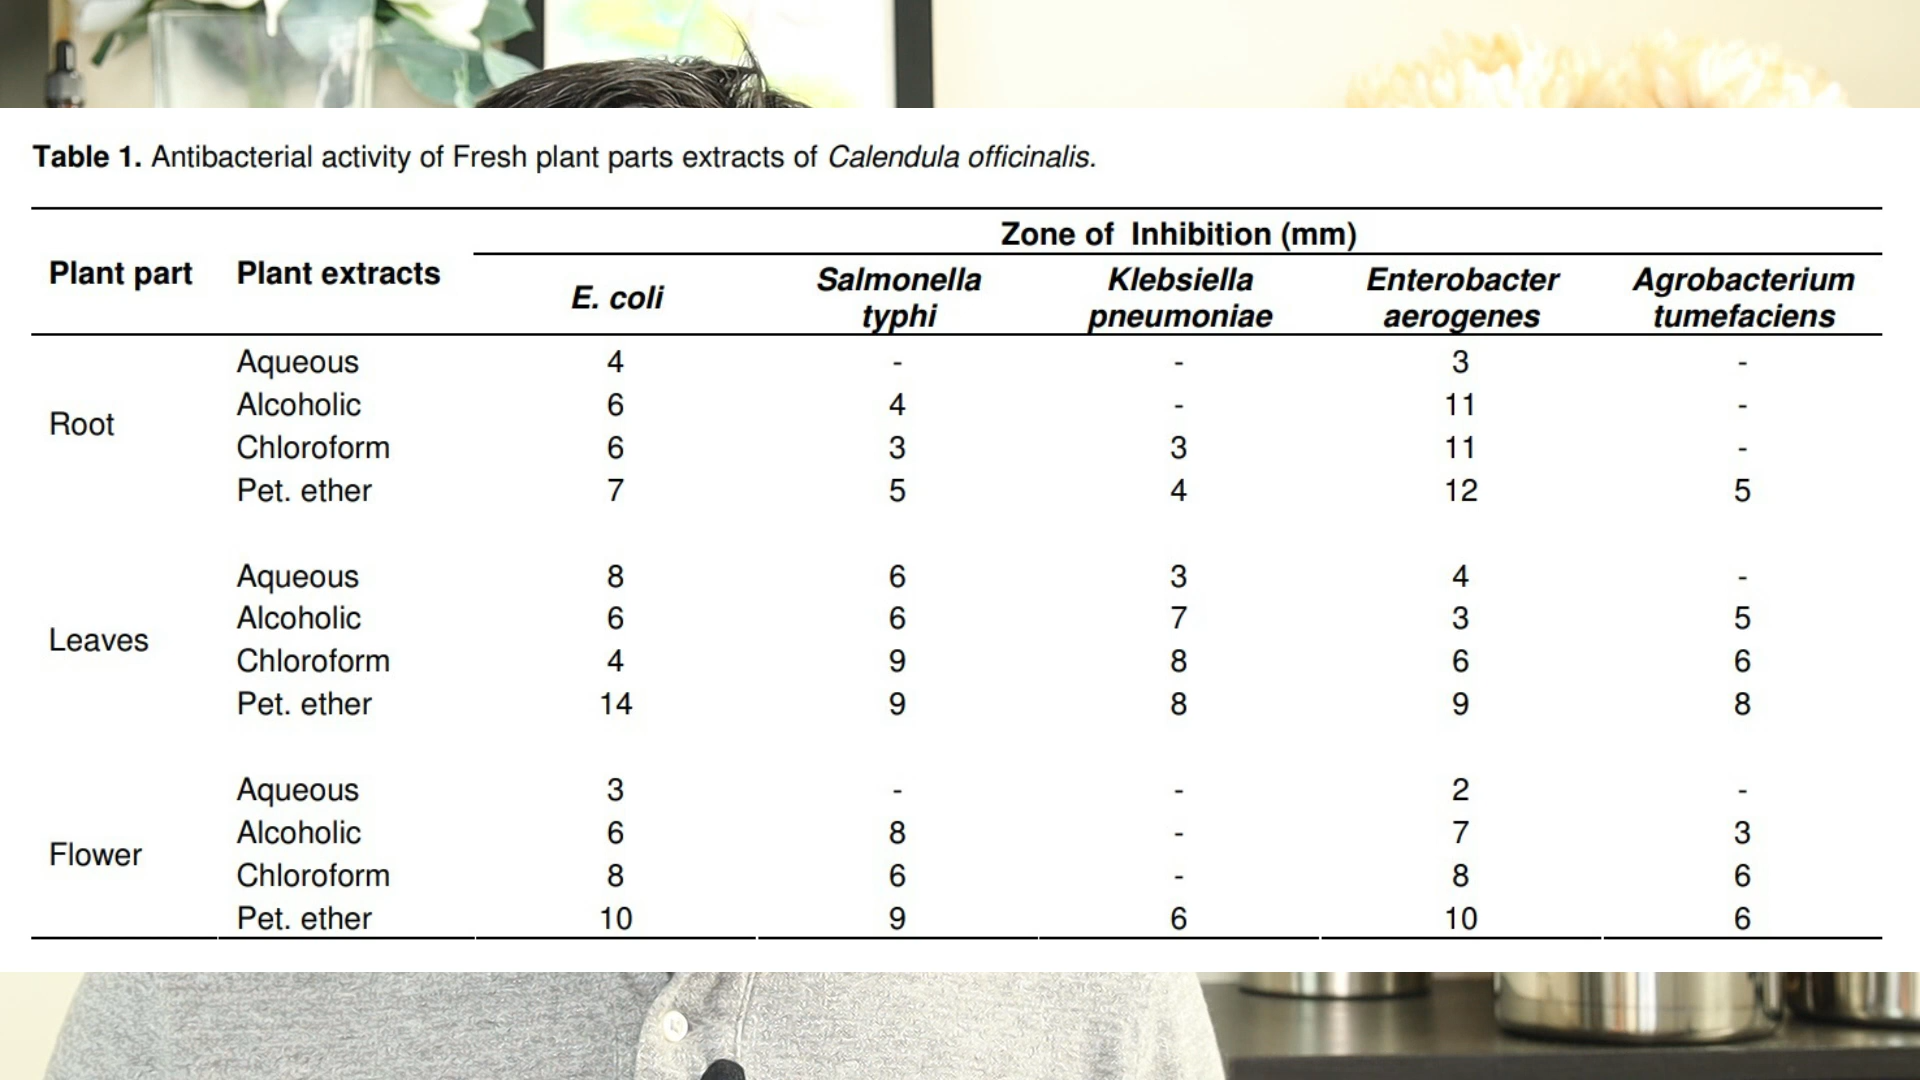 Table 1. Antibacterial activity of Fresh plant parts extracts of Calendula officinalis.
Zone of Inhibition (mm)
Plant part Plant extracts E. coli Salmonella typhi Klebsiella pneumoniae Enterobacter aerogenes Agrobacterium tumefaciens
Root
Aqueous 4 - - 3 -
Alcoholic 6 4 - 11 -
Chloroform 6 3 3 11 -
Pet. ether 7 5 4 12 5
Leaves
Aqueous 8 6 3 4 -
Alcoholic 6 6 7 3 5
Chloroform 4 9 8 6 6
Pet. ether 14 9 8 9 8
Flower
Aqueous 3 - - 2 -
Alcoholic 6 8 - 7 3
Chloroform 8 6 - 8 6
Pet. ether 10 9 6 10 6